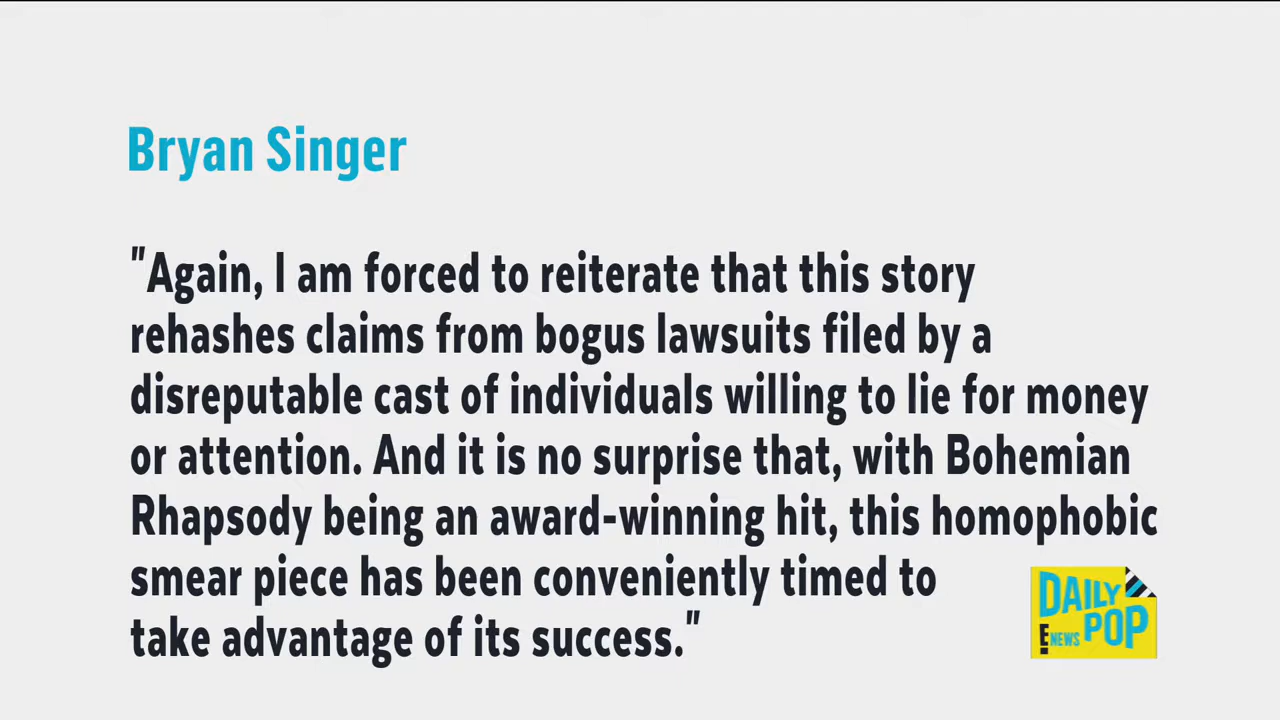 Bryan Singer
"Again, I am forced to reiterate that this story
rehashes claims from bogus lawsuits filed by a
disreputable cast of individuals willing to lie for money
or attention. And it is no surprise that, with Bohemian
Rhapsody being an award-winning hit, this homophobic
smear piece has been conveniently timed to
take advantage of its success."
DAILY
POP
E! NEWS